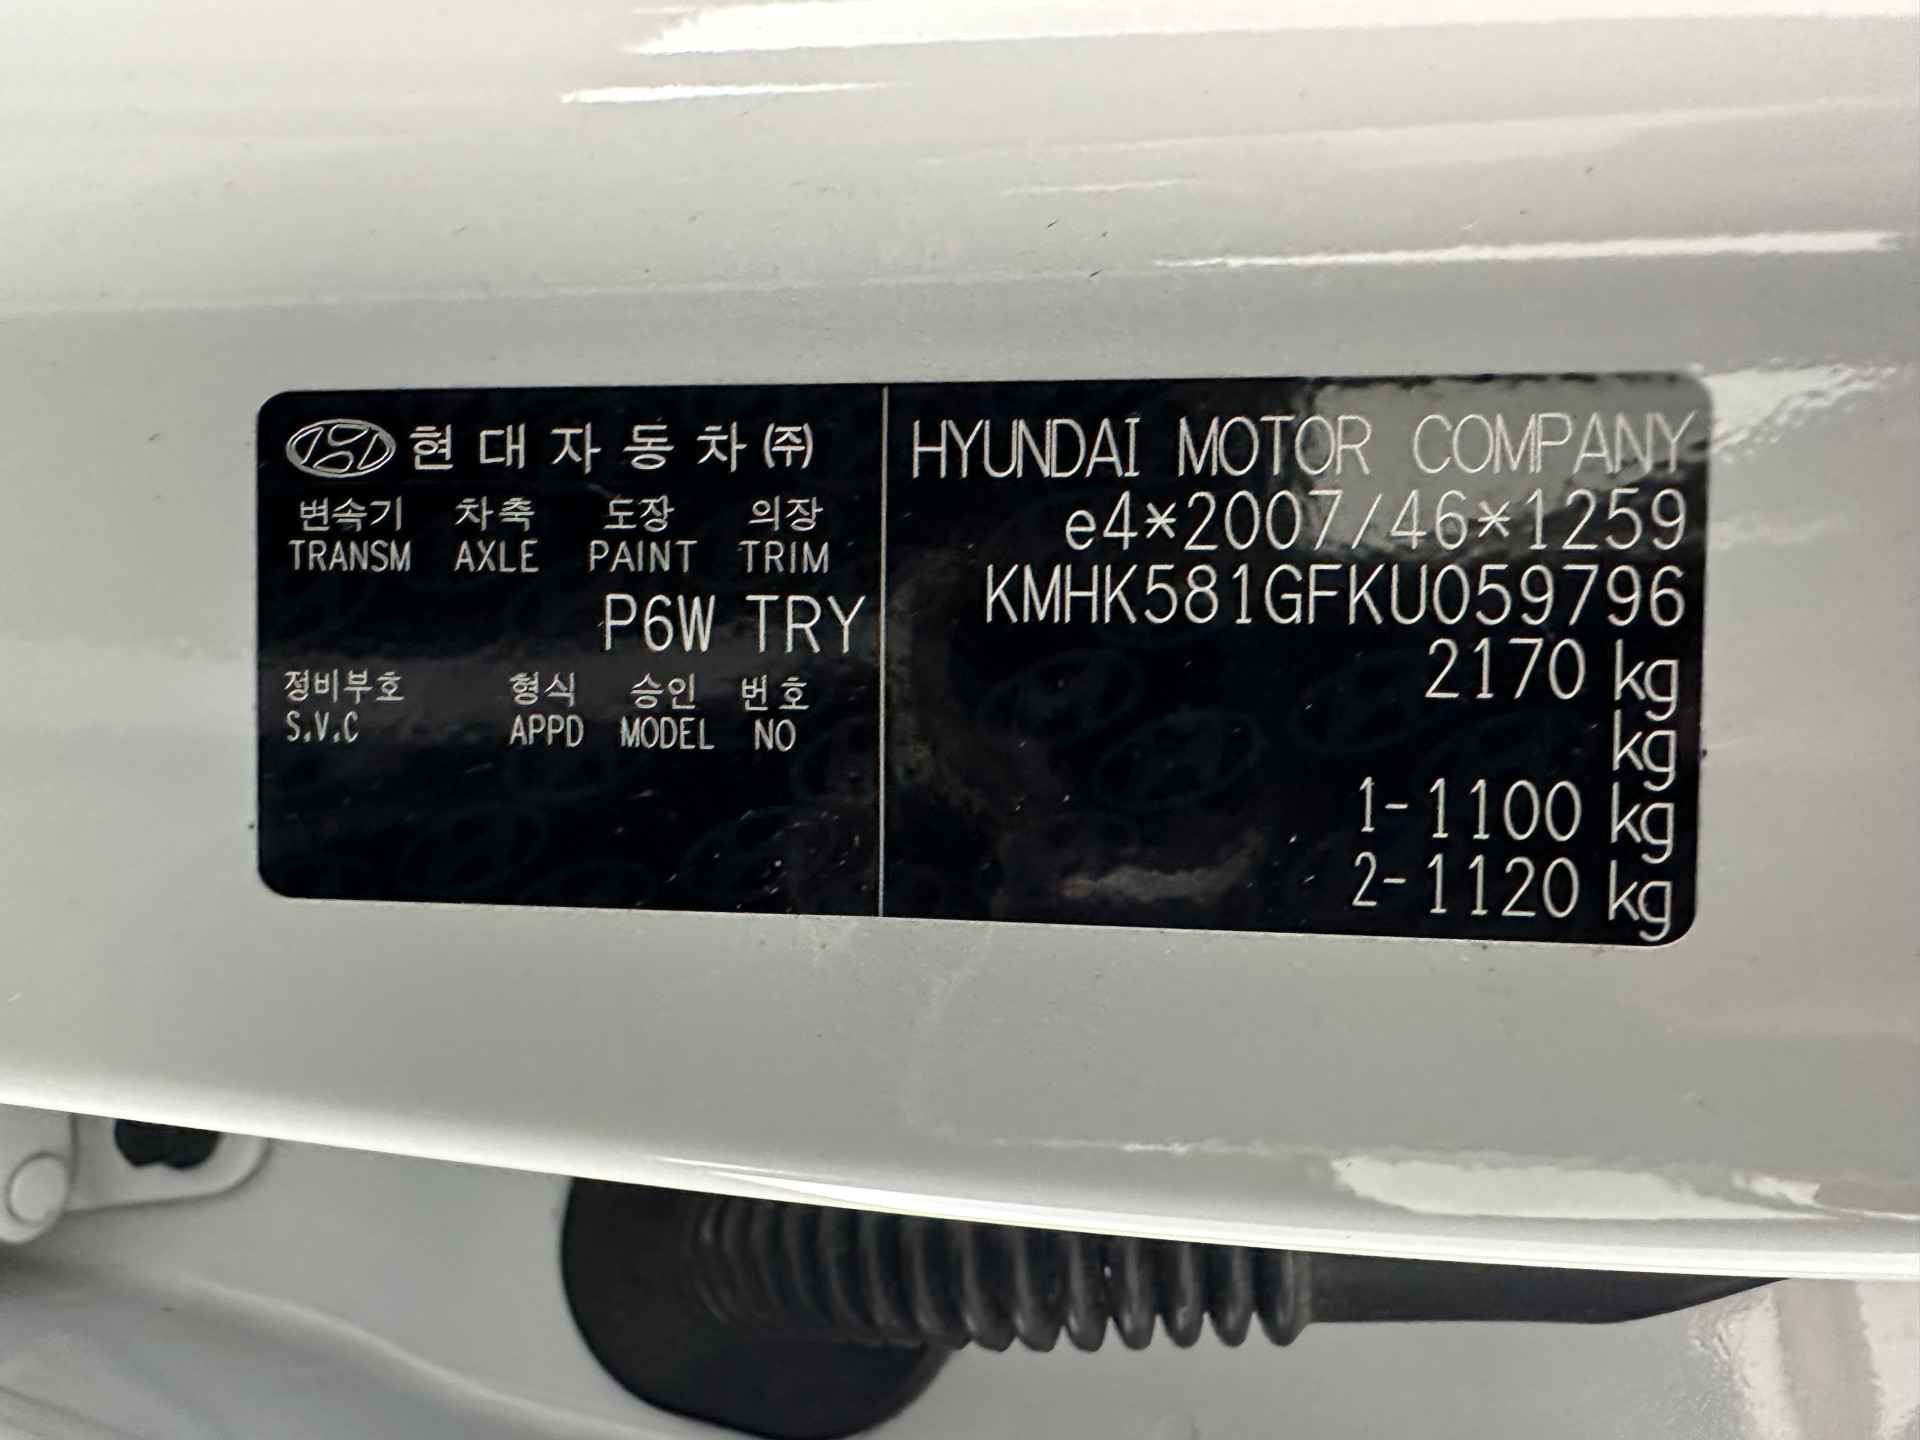 현대자동차(주)
변속기 차축 도장 의장
TRANSM AXLE PAINT TRIM
P6W TRY
정비부호 형식 승인 번호
S.V.C APPD MODEL NO
HYUNDAI MOTOR COMPANY
e4*2007/46*1259
KMHK581GFKU059796
2170 kg
kg
1-1100 kg
2-1120 kg